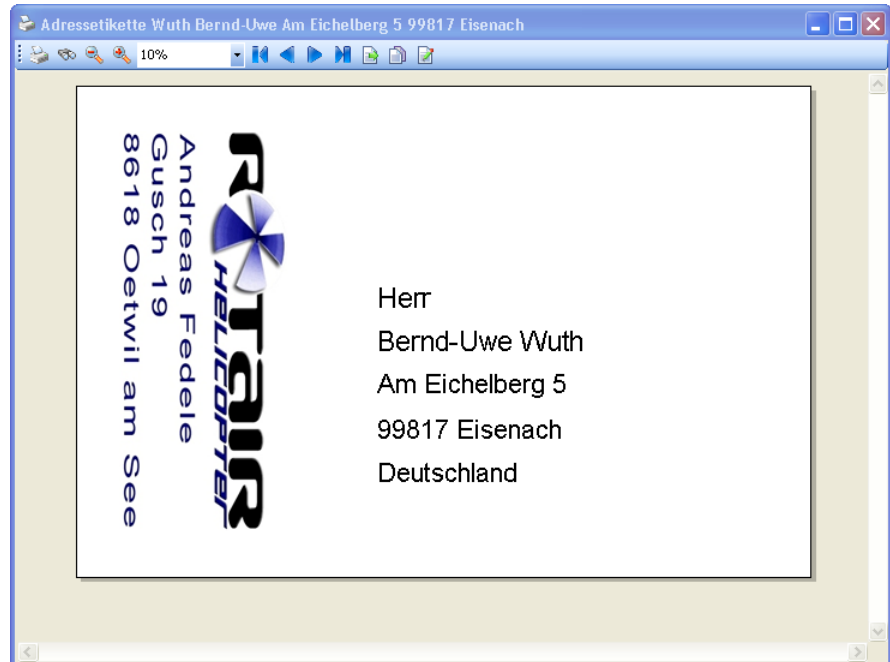 Adressetikette Wuth Bernd-Uwe Am Eichelberg 5 99817 Eisenach
10%
ROTaIR
HELICOPTER
Andreas Fedele
Gusch 19
8618 Oetwil am See
Herr
Bernd-Uwe Wuth
Am Eichelberg 5
99817 Eisenach
Deutschland